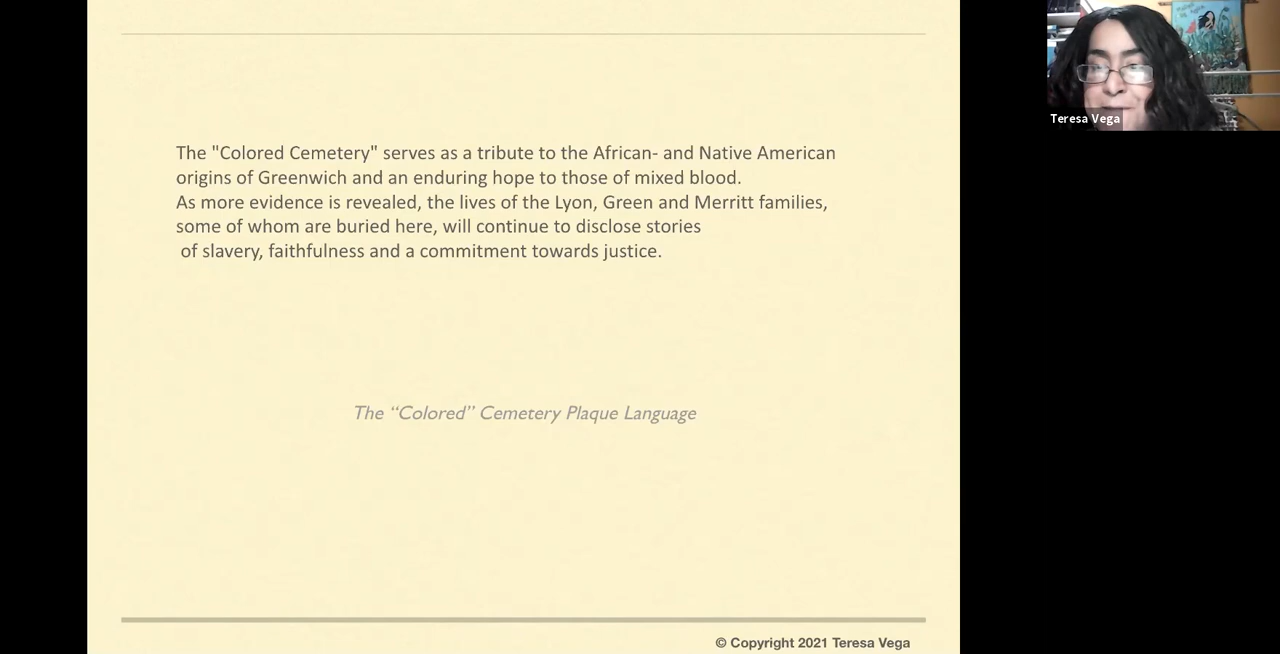 The "Colored Cemetery" serves as a tribute to the African- and Native American
origins of Greenwich and an enduring hope to those of mixed blood.
As more evidence is revealed, the lives of the Lyon, Green and Merritt families,
some of whom are buried here, will continue to disclose stories
of slavery, faithfulness and a commitment towards justice.
The “Colored” Cemetery Plaque Language
© Copyright 2021 Teresa Vega
Teresa Vega